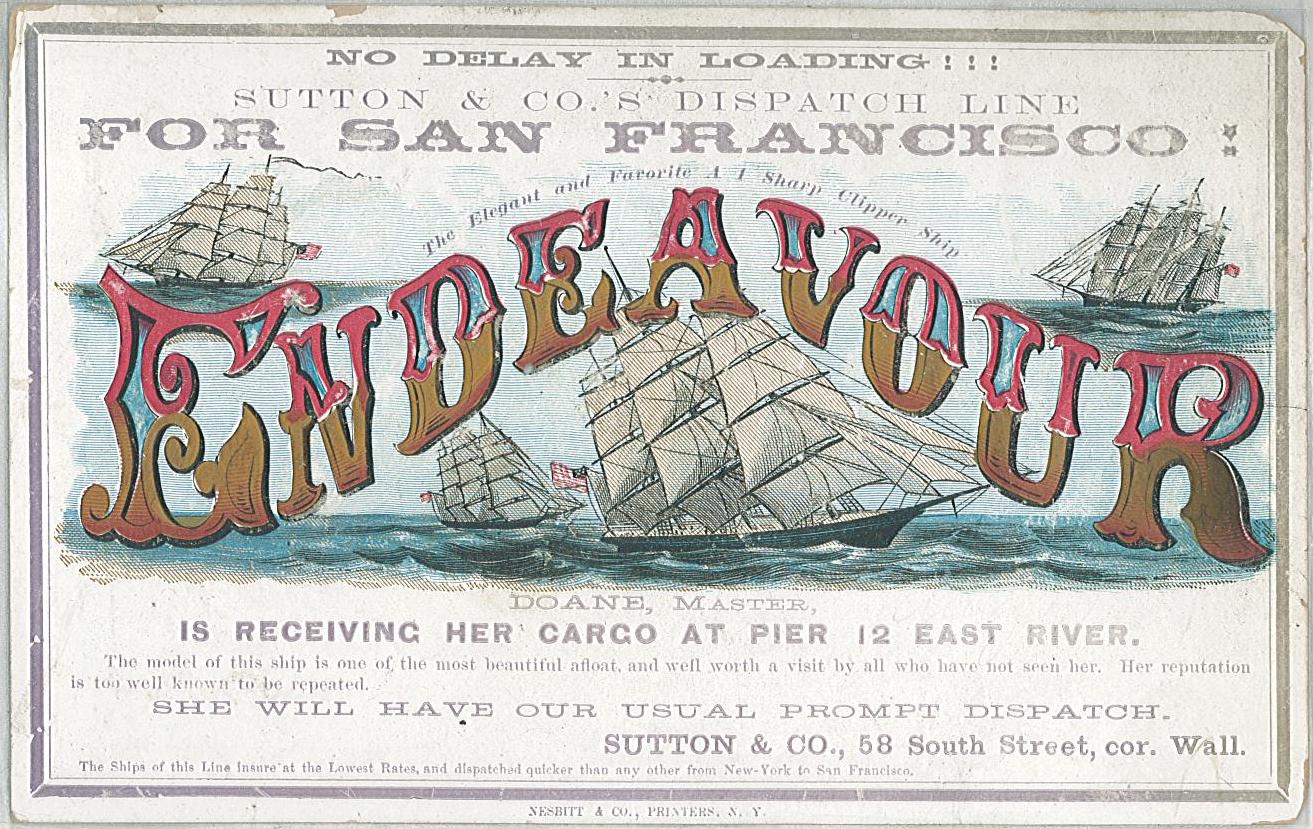 NO DELAY IN LOADING!!!
SUTTON & CO.'S DISPATCH LINE
FOR SAN FRANCISCO!
The Elegant and Favorite A 1 Sharp Clipper Ship
ENDEAVOUR
DOANE, MASTER,
IS RECEIVING HER CARGO AT PIER 12 EAST RIVER.
The model of this ship is one of the most beautiful afloat, and well worth a visit by all who have not seen her. Her reputation
is too well known to be repeated.
SHE WILL HAVE OUR USUAL PROMPT DISPATCH.
SUTTON & CO., 58 South Street, cor. Wall.
The Ships of this Line insure at the Lowest Rates, and dispatched quicker than any other from New-York to San Francisco.
NESBITT & CO., PRINTERS, N. Y.